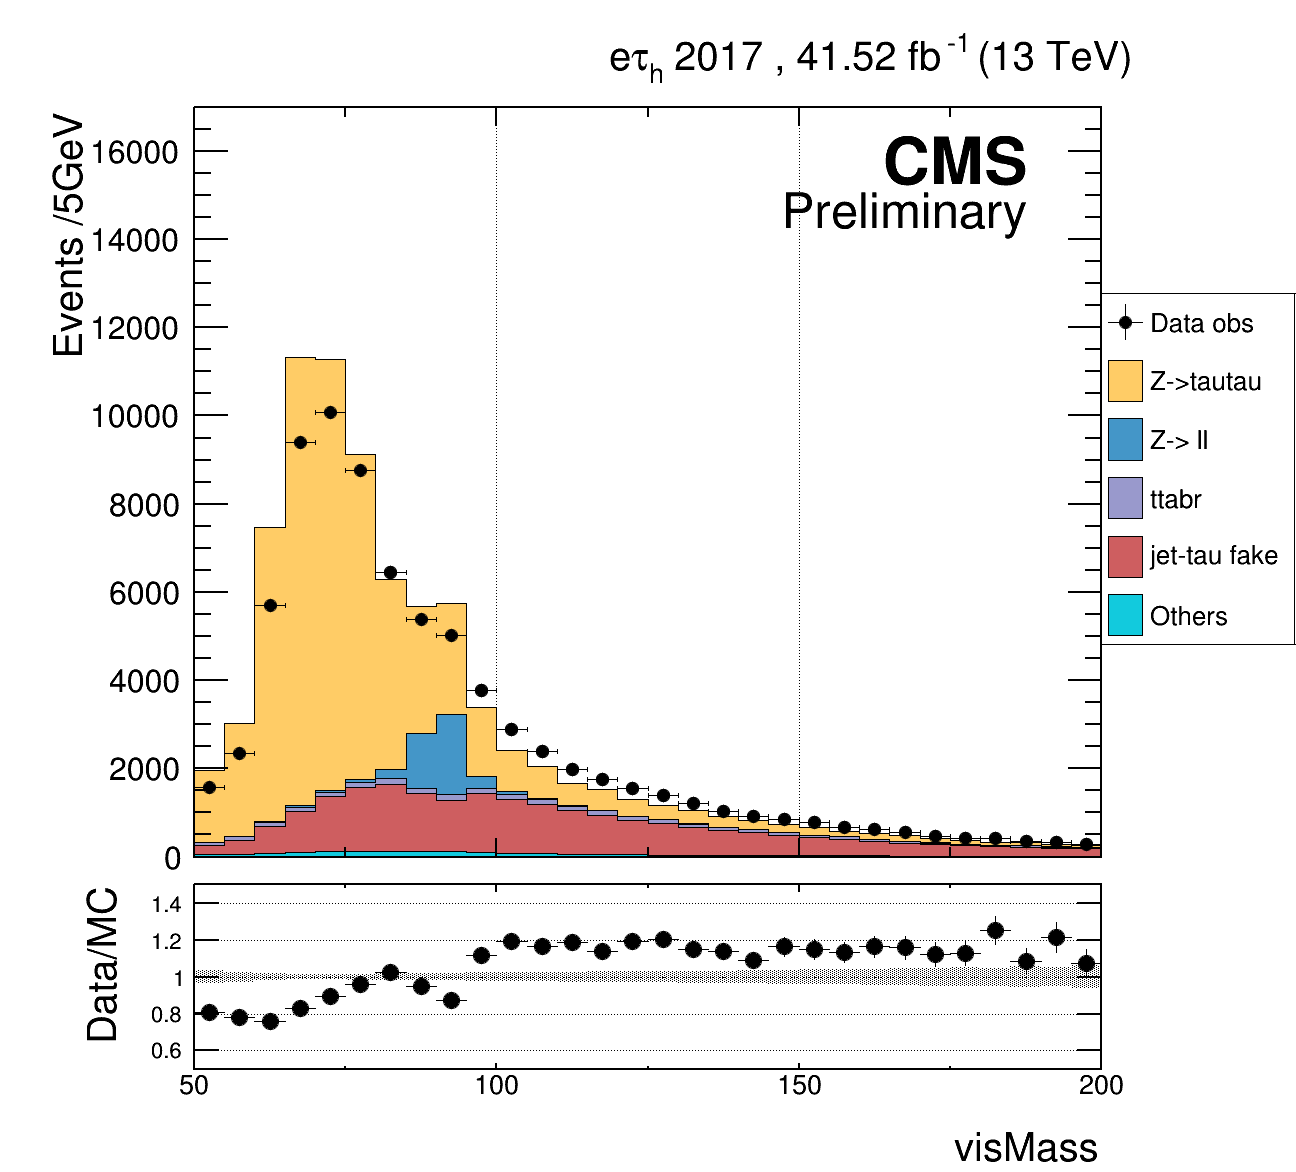 eτh 2017 , 41.52 fb-1 (13 TeV)
Events /5GeV
16000
14000
12000
10000
8000
6000
4000
2000
0
CMS
Preliminary
Data obs
Z->tautau
Z-> ll
ttabr
jet-tau fake
Others
Data/MC
1.4
1.2
1
0.8
0.6
50 100 150 200
visMass